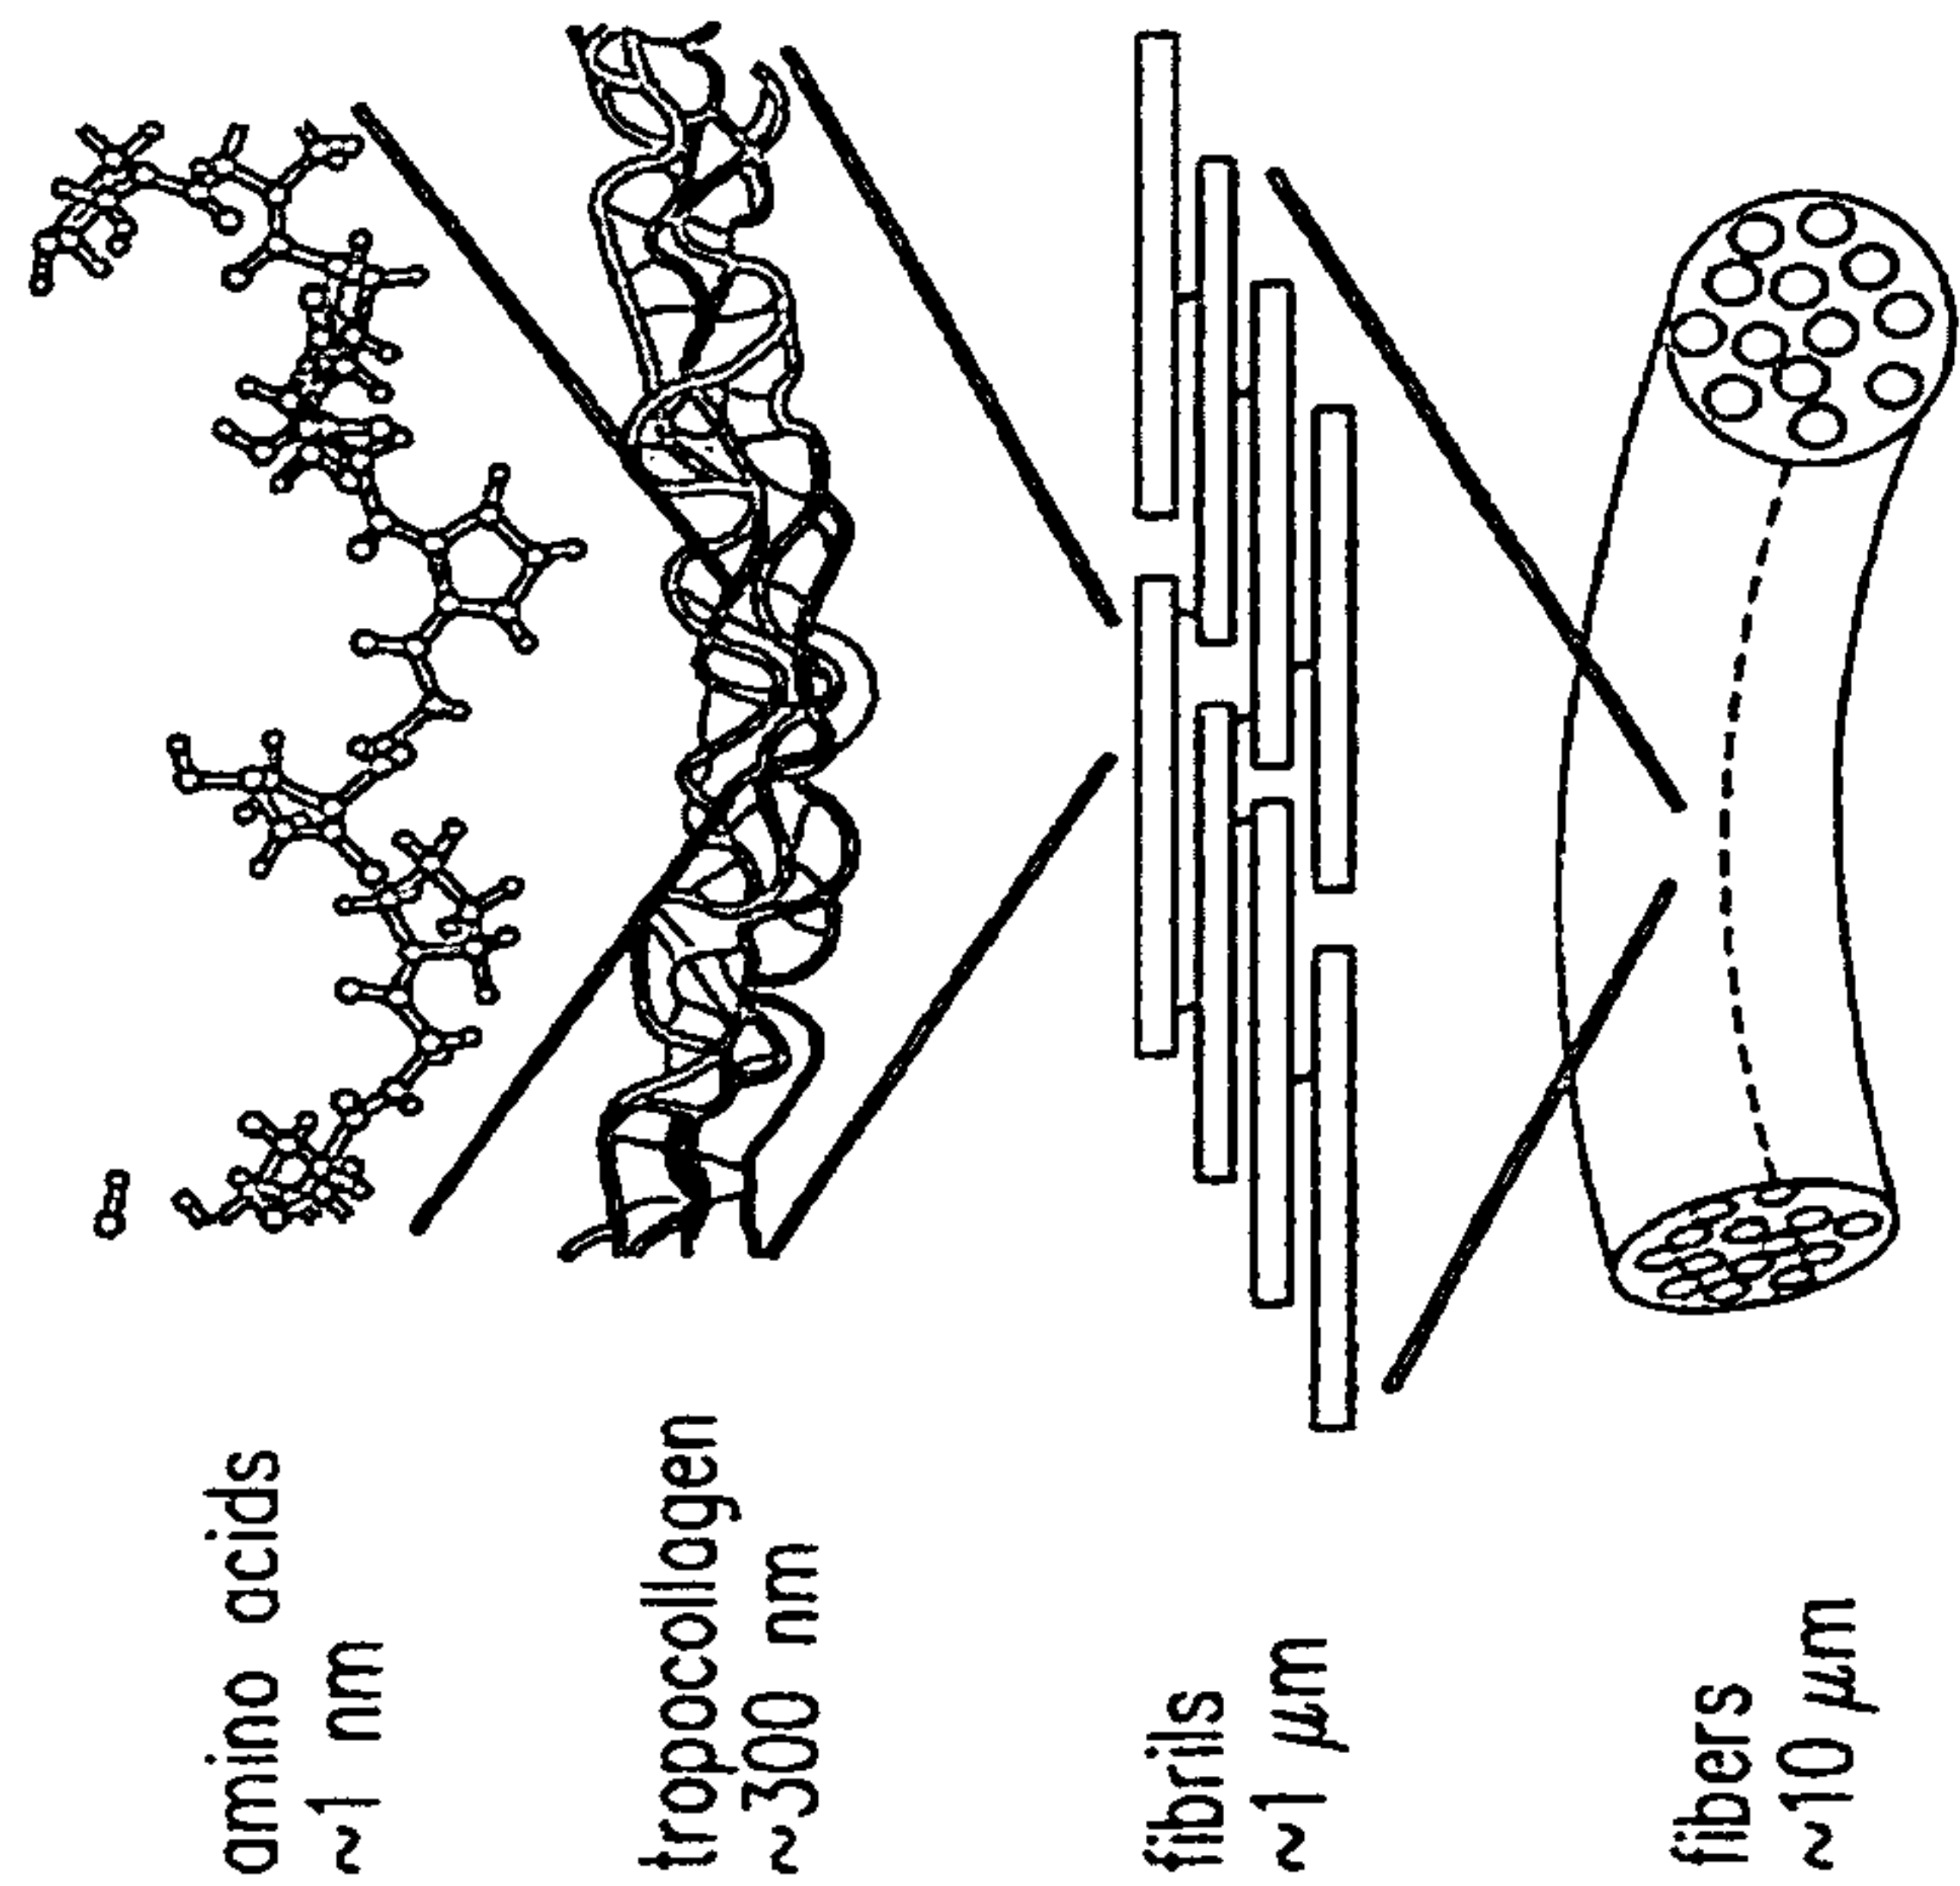 amino acids
~1 nm
tropocollagen
~300 nm
fibrils
~1 μm
fibers
~10 μm